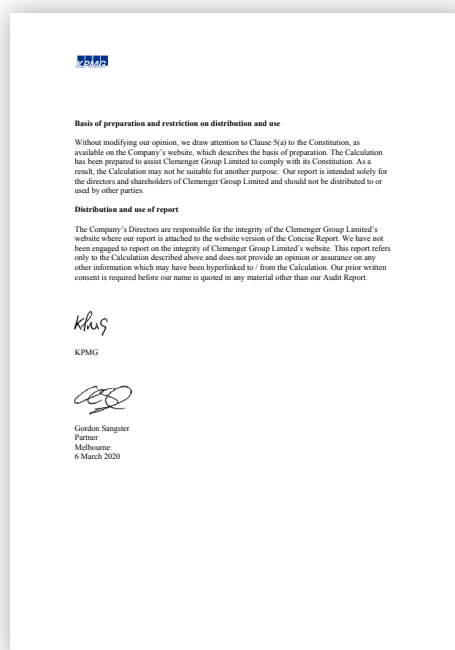 KPMG
Basis of preparation and restriction on distribution and use
Without modifying our opinion, we draw attention to Clause 5(a) to the Constitution, as
available on the Company's website, which describes the basis of preparation. The Calculation
has been prepared to assist Clemenger Group Limited to comply with its Constitution. As a
result, the Calculation may not be suitable for another purpose.  Our report is intended solely for
the directors and shareholders of Clemenger Group Limited and should not be distributed to or
used by other parties.
Distribution and use of report
The Company's Directors are responsible for the integrity of the Clemenger Group Limited's
website where our report is attached to the website version of the Concise Report. We have not
been engaged to report on the integrity of Clemenger Group Limited's website. This report refers
only to the Calculation described above and does not provide an opinion or assurance on any
other information which may have been hyperlinked to / from the Calculation. Our prior written
consent is required before our name is quoted in any material other than our Audit Report.
KPMG
KPMG
Gordon Sangster
Partner
Melbourne
6 March 2020